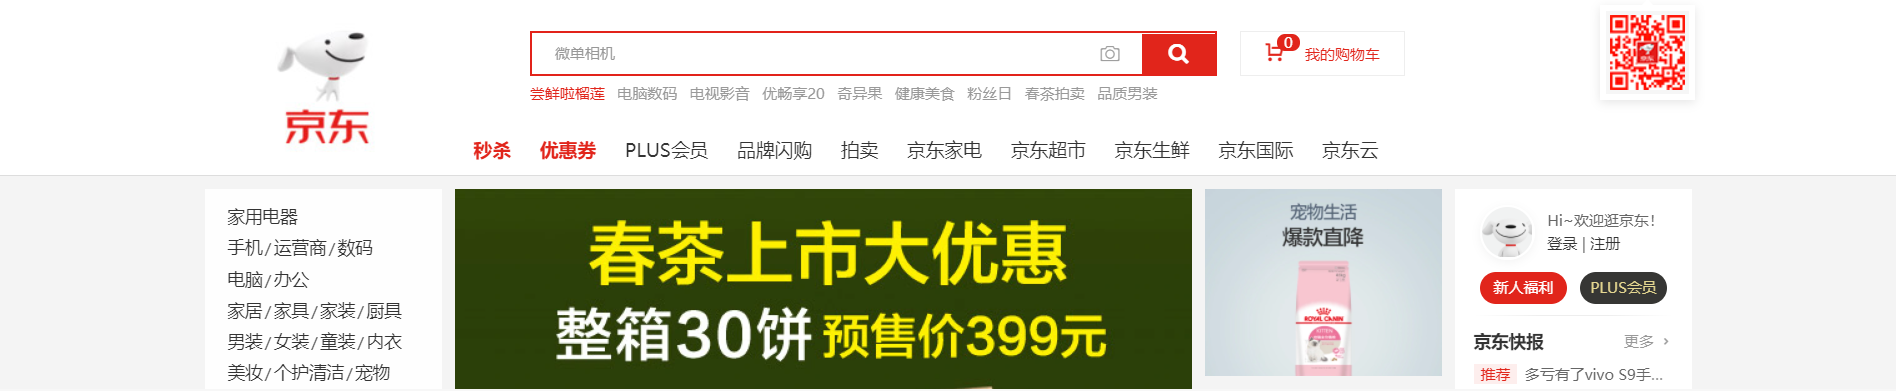 京东
微单相机
0
我的购物车
尝鲜啦榴莲 电脑数码 电视影音 优畅享20 奇异果 健康美食 粉丝日 春茶拍卖 品质男装
秒杀 优惠券 PLUS会员 品牌闪购 拍卖 京东家电 京东超市 京东生鲜 京东国际 京东云
家用电器
手机/运营商/数码
电脑/办公
家居/家具/家装/厨具
男装/女装/童装/内衣
美妆/个护清洁/宠物
春茶上市大优惠
整箱30饼 预售价399元
宠物生活
爆款直降
ROYAL CANIN
Hi~欢迎逛京东!
登录 | 注册
新人福利 PLUS会员
京东快报 更多 >
推荐 多亏有了vivo S9手...